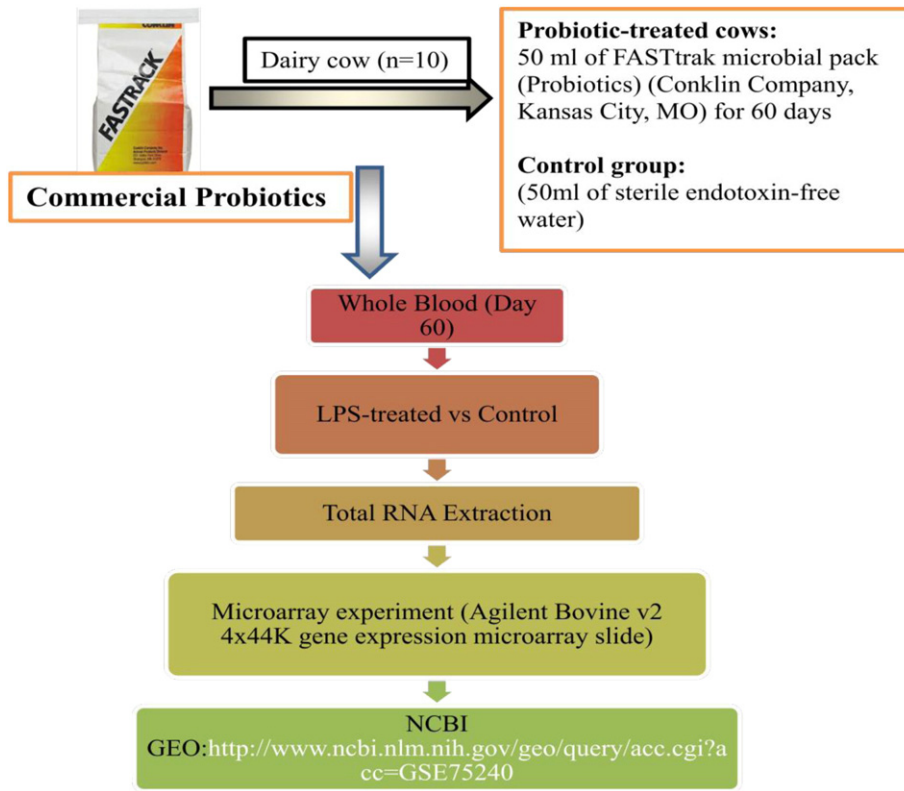 CONKLIN
FASTRACK
Commercial Probiotics
Dairy cow (n=10)
Probiotic-treated cows:
50 ml of FASTtrak microbial pack
(Probiotics) (Conklin Company,
Kansas City, MO) for 60 days
Control group:
(50ml of sterile endotoxin-free
water)
Whole Blood (Day
60)
LPS-treated vs Control
Total RNA Extraction
Microarray experiment (Agilent Bovine v2
4x44K gene expression microarray slide)
NCBI
GEO:http://www.ncbi.nlm.nih.gov/geo/query/acc.cgi?a
cc=GSE75240